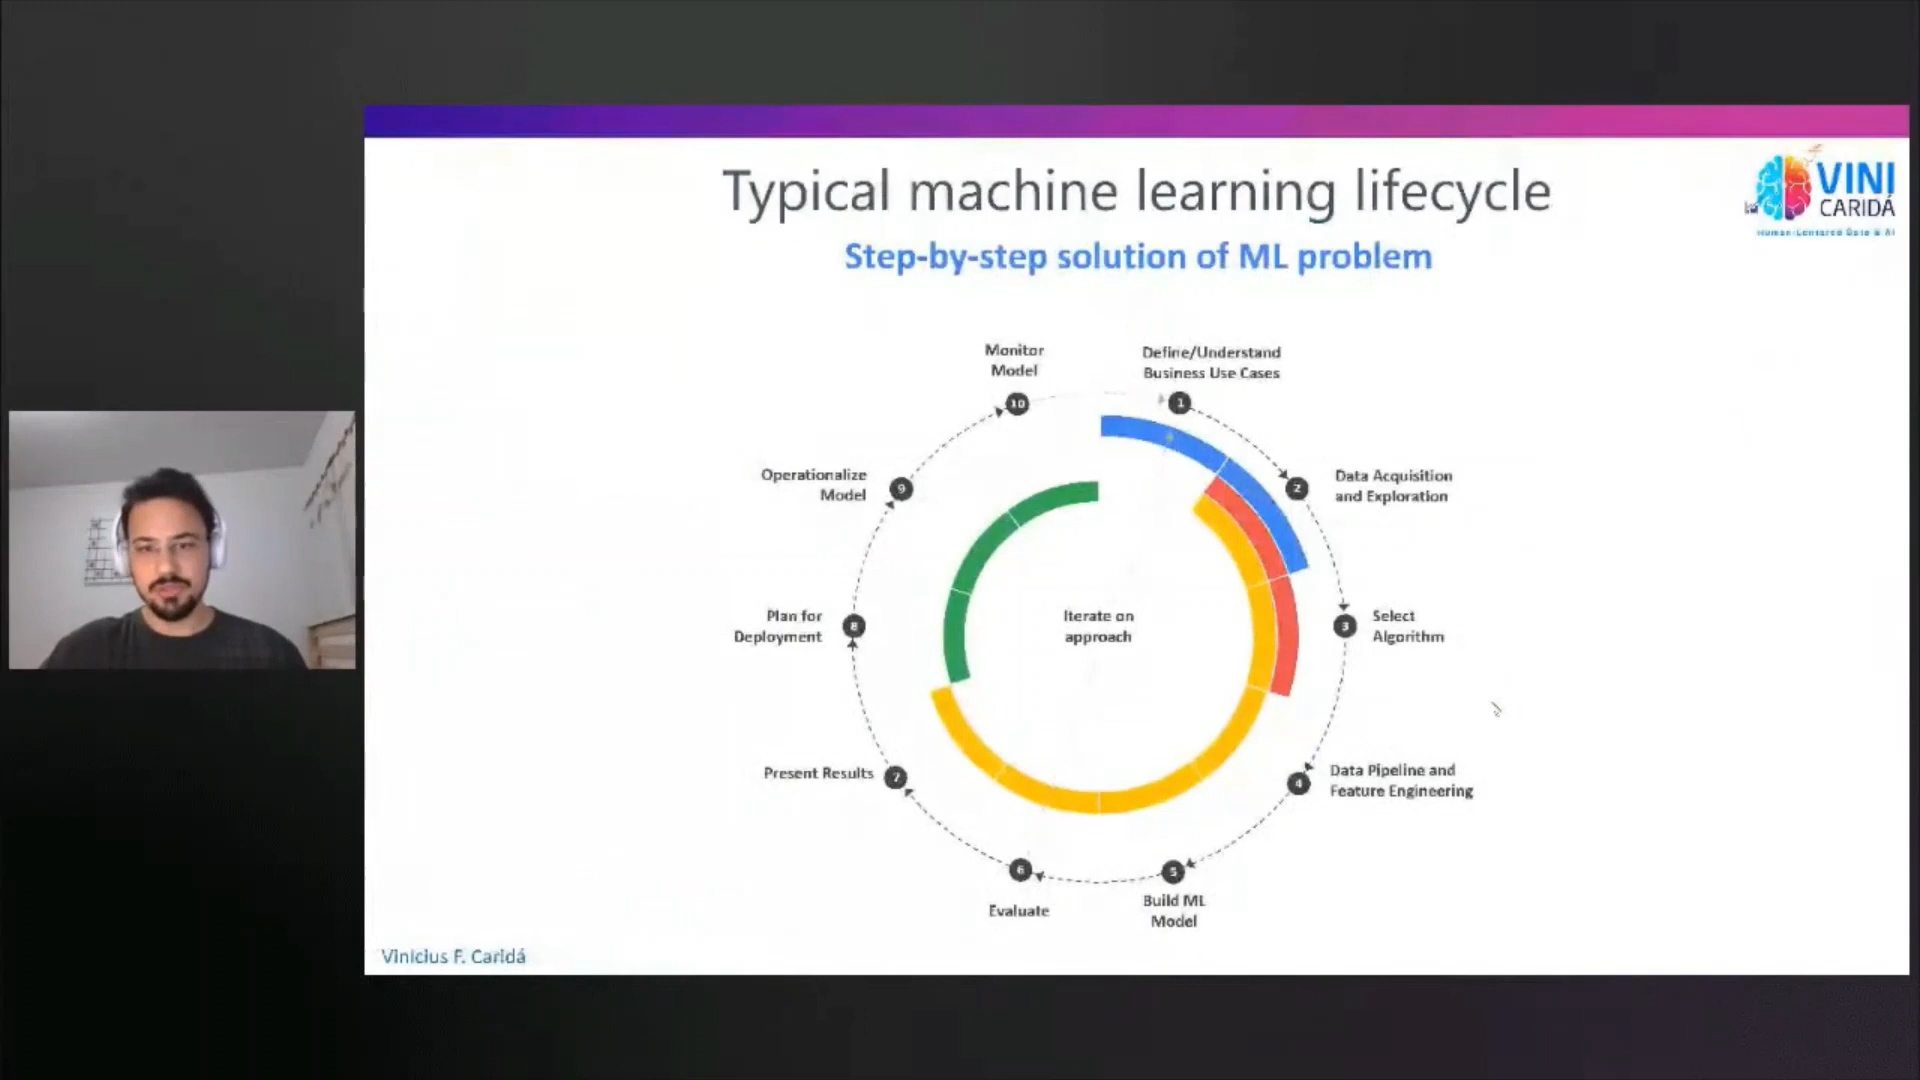 Typical machine learning lifecycle
Step-by-step solution of ML problem
VINI
CARIDÁ
Human-Centered Data & AI
Monitor
Model
Define/Understand
Business Use Cases
10
1
Operationalize
Model
9
2
Data Acquisition
and Exploration
Plan for
Deployment
8
Iterate on
approach
3
Select
Algorithm
Present Results
7
4
Data Pipeline and
Feature Engineering
6
5
Evaluate
Build ML
Model
Vinicius F. Caridá